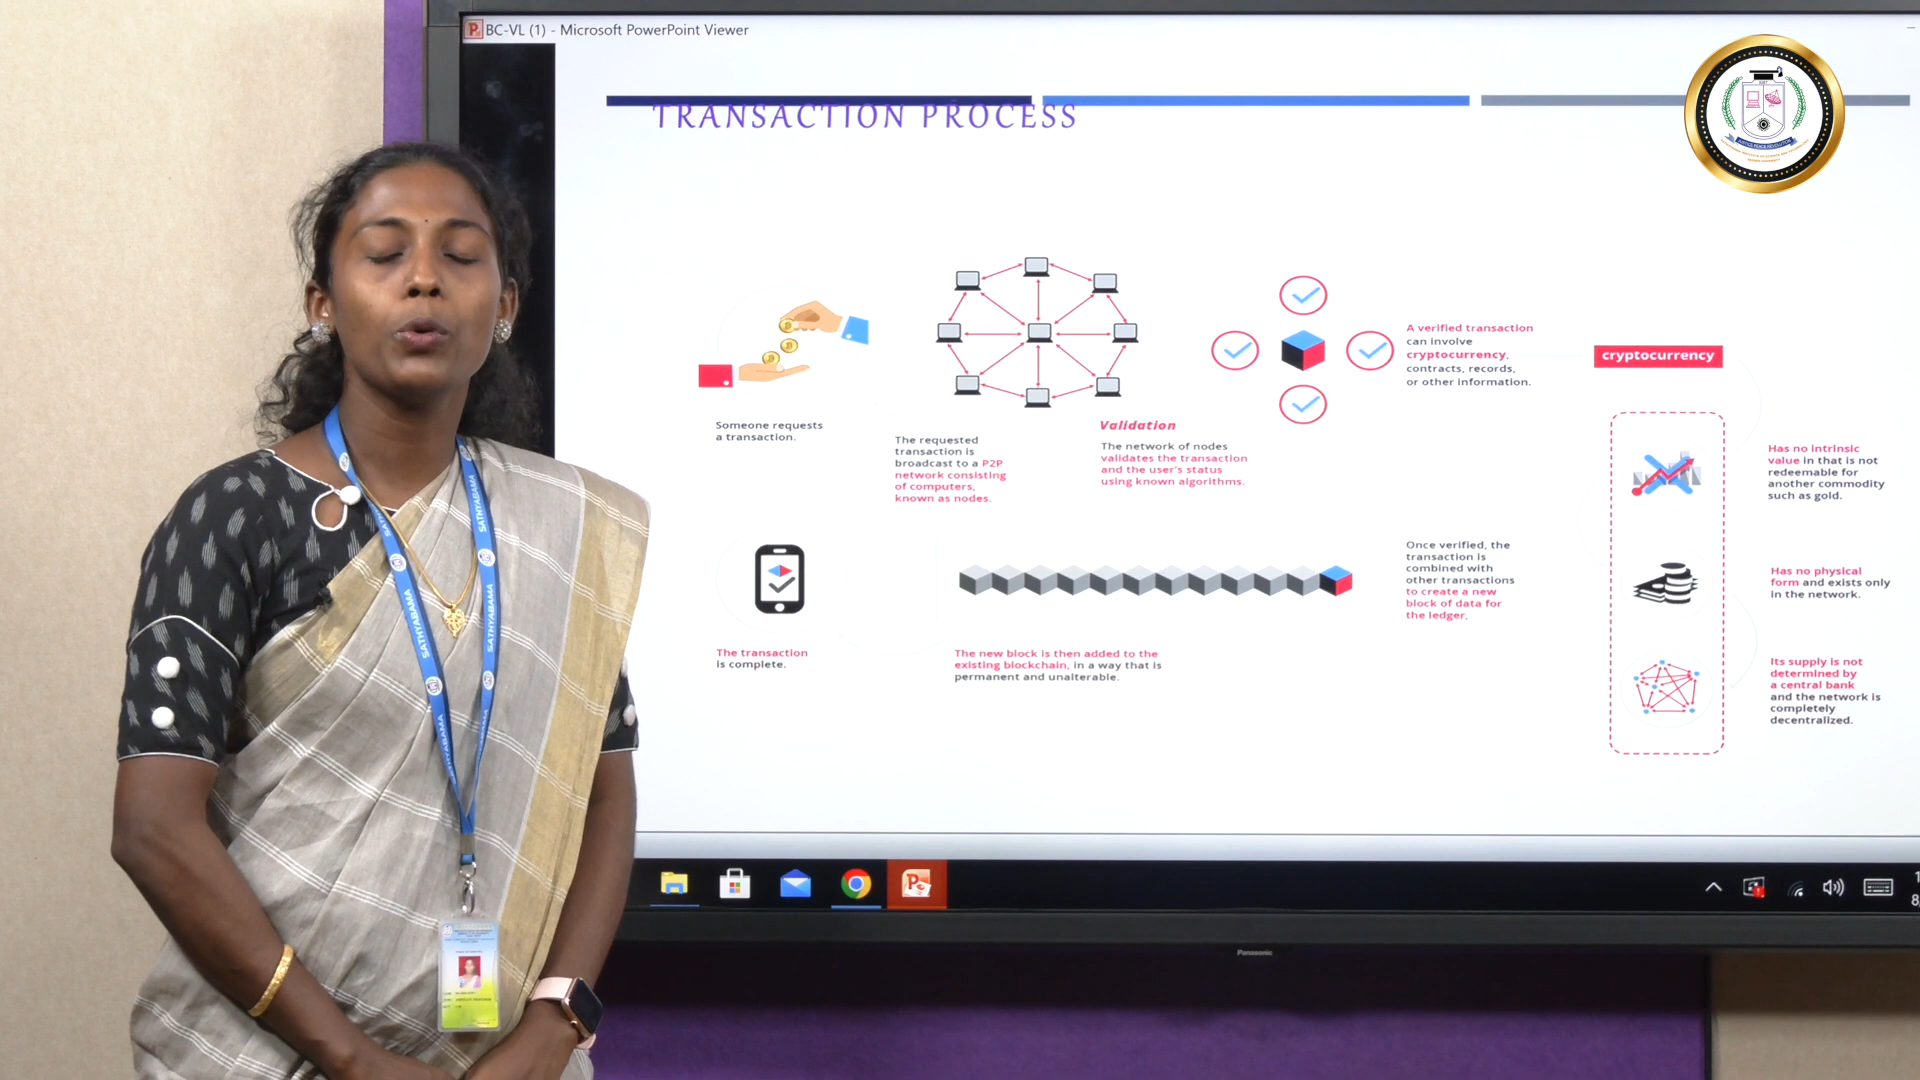 BC-VL (1) - Microsoft PowerPoint Viewer
TRANSACTION PROCESS
Someone requests
a transaction.
The requested
transaction is
broadcast to a P2P
network consisting
of computers,
known as nodes.
Validation
The network of nodes
validates the transaction
and the user's status
using known algorithms.
A verified transaction
can involve
cryptocurrency,
contracts, records,
or other information.
cryptocurrency
Has no intrinsic
value in that is not
redeemable for
another commodity
such as gold.
Has no physical
form and exists only
in the network.
Its supply is not
determined by
a central bank
and the network is
completely
decentralized.
Once verified, the
transaction is
combined with
other transactions
to create a new
block of data for
the ledger,
The new block is then added to the
existing blockchain, in a way that is
permanent and unalterable.
The transaction
is complete.
SATHYABAMA
SATHYABAMA
SATHYABAMA
SATHYABAMA
Panasonic